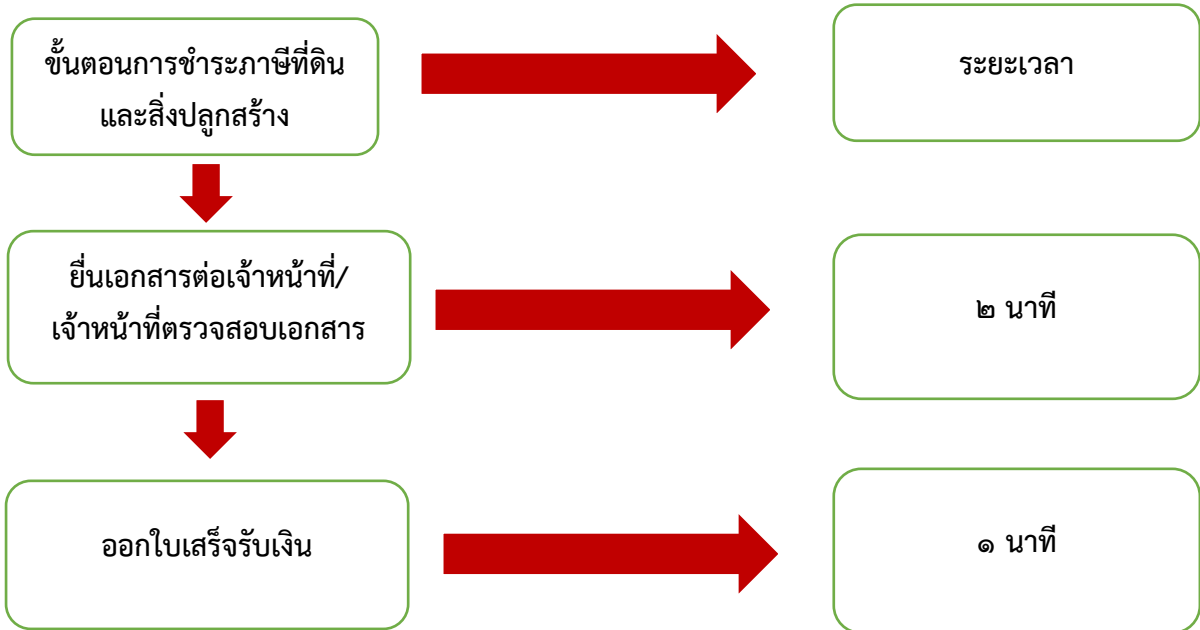 ขั้นตอนการชำระภาษีที่ดิน
และสิ่งปลูกสร้าง
ระยะเวลา
ยื่นเอกสารต่อเจ้าหน้าที่/
เจ้าหน้าที่ตรวจสอบเอกสาร
๒ นาที
ออกใบเสร็จรับเงิน
๑ นาที